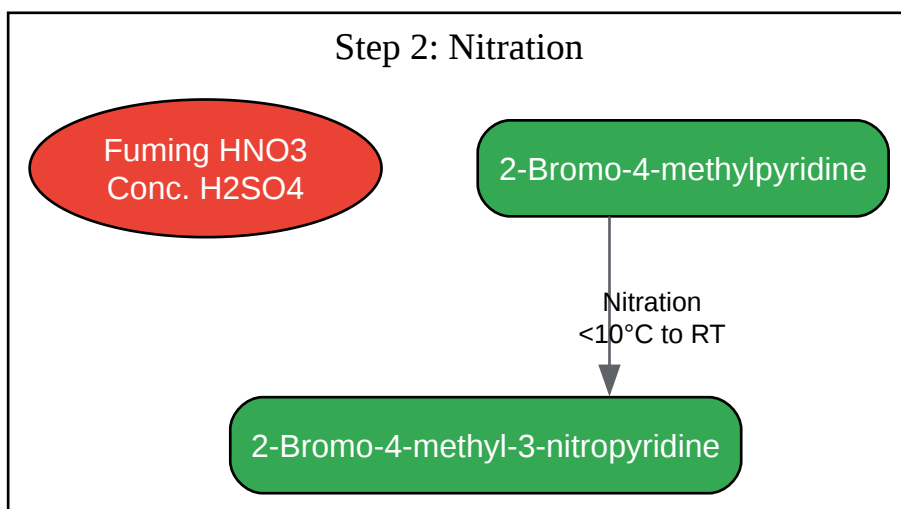 Step 2: Nitration
Fuming HNO3
Conc. H2SO4
2-Bromo-4-methylpyridine
Nitration
<10°C to RT
2-Bromo-4-methyl-3-nitropyridine